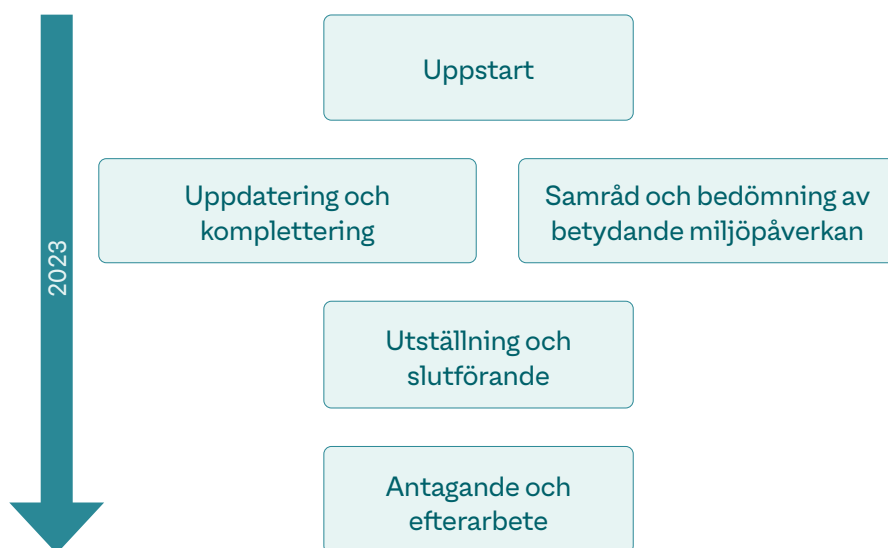 Uppstart
Uppdatering och
komplettering
Samråd och bedömning av
betydande miljöpåverkan
2023
Utställning och
slutförande
Antagande och
efterarbete